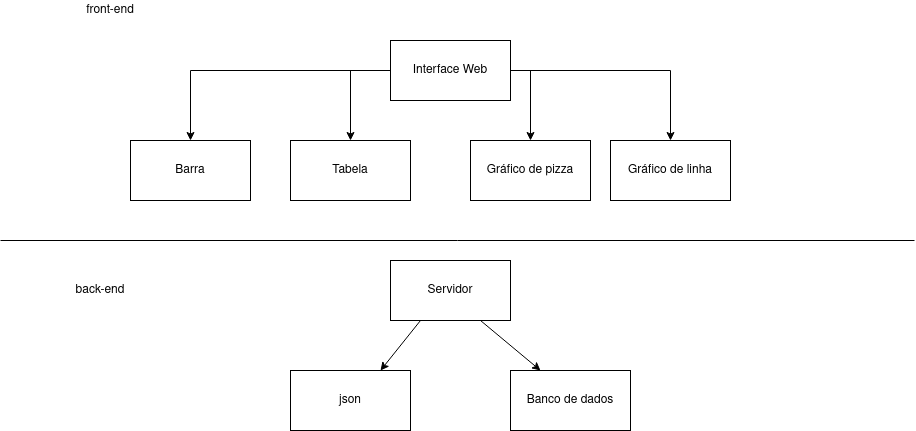 front-end
Interface Web
Barra
Tabela
Gráfico de pizza
Gráfico de linha
back-end
Servidor
json
Banco de dados